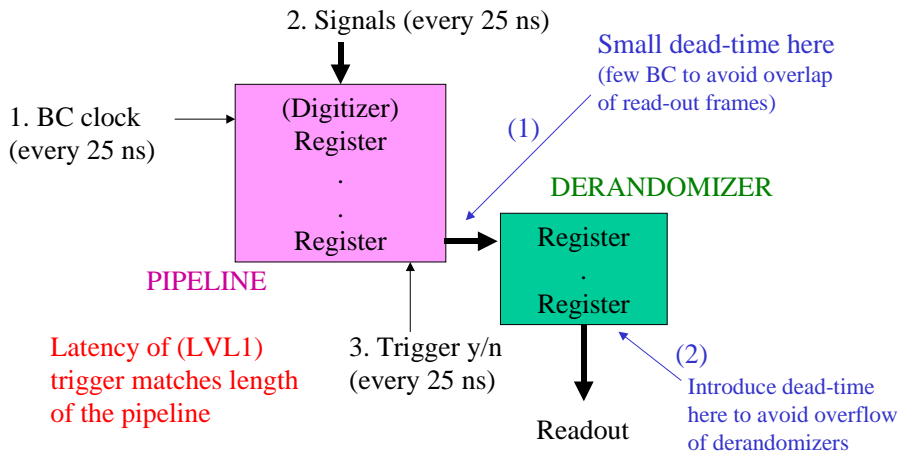 2. Signals (every 25 ns)
Small dead-time here
(few BC to avoid overlap
of read-out frames)
1. BC clock
(every 25 ns)
(Digitizer)
Register
.
.
Register
(1)
DERANDOMIZER
Register
.
Register
PIPELINE
Latency of (LVL1)
trigger matches length
of the pipeline
3. Trigger y/n
(every 25 ns)
(2)
Introduce dead-time
here to avoid overflow
of derandomizers
Readout